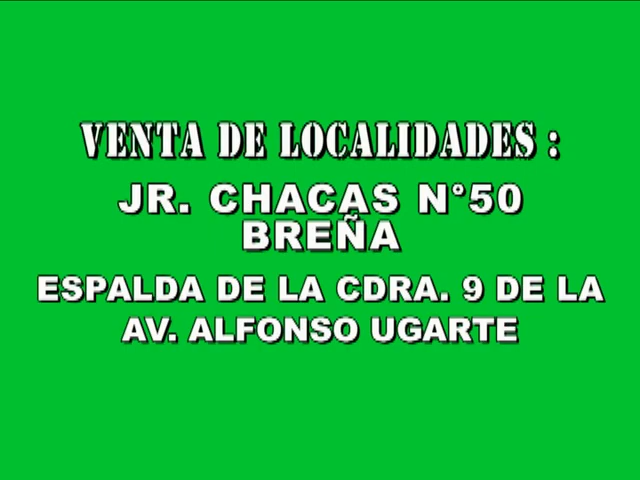 VENTA DE LOCALIDADES :
JR. CHACAS N°50
BREÑA
ESPALDA DE LA CDRA. 9 DE LA
AV. ALFONSO UGARTE